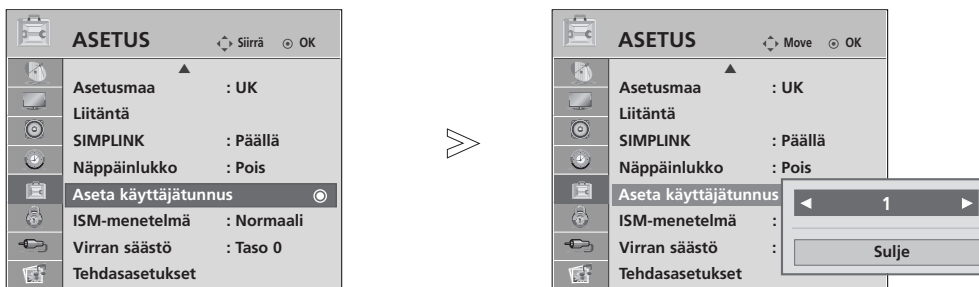 ASETUS Siirrä OK
Asetusmaa : UK
Liitäntä
SIMPLINK : Päällä
Näppäinlukko : Pois
Aseta käyttäjätunnus
ISM-menetelmä : Normaali
Virran säästö : Taso 0
Tehdasasetukset
ASETUS Move OK
Asetusmaa : UK
Liitäntä
SIMPLINK : Päällä
Näppäinlukko : Pois
Aseta käyttäjätunnus
ISM-menetelmä :
Virran säästö :
Tehdasasetukset
1
Sulje